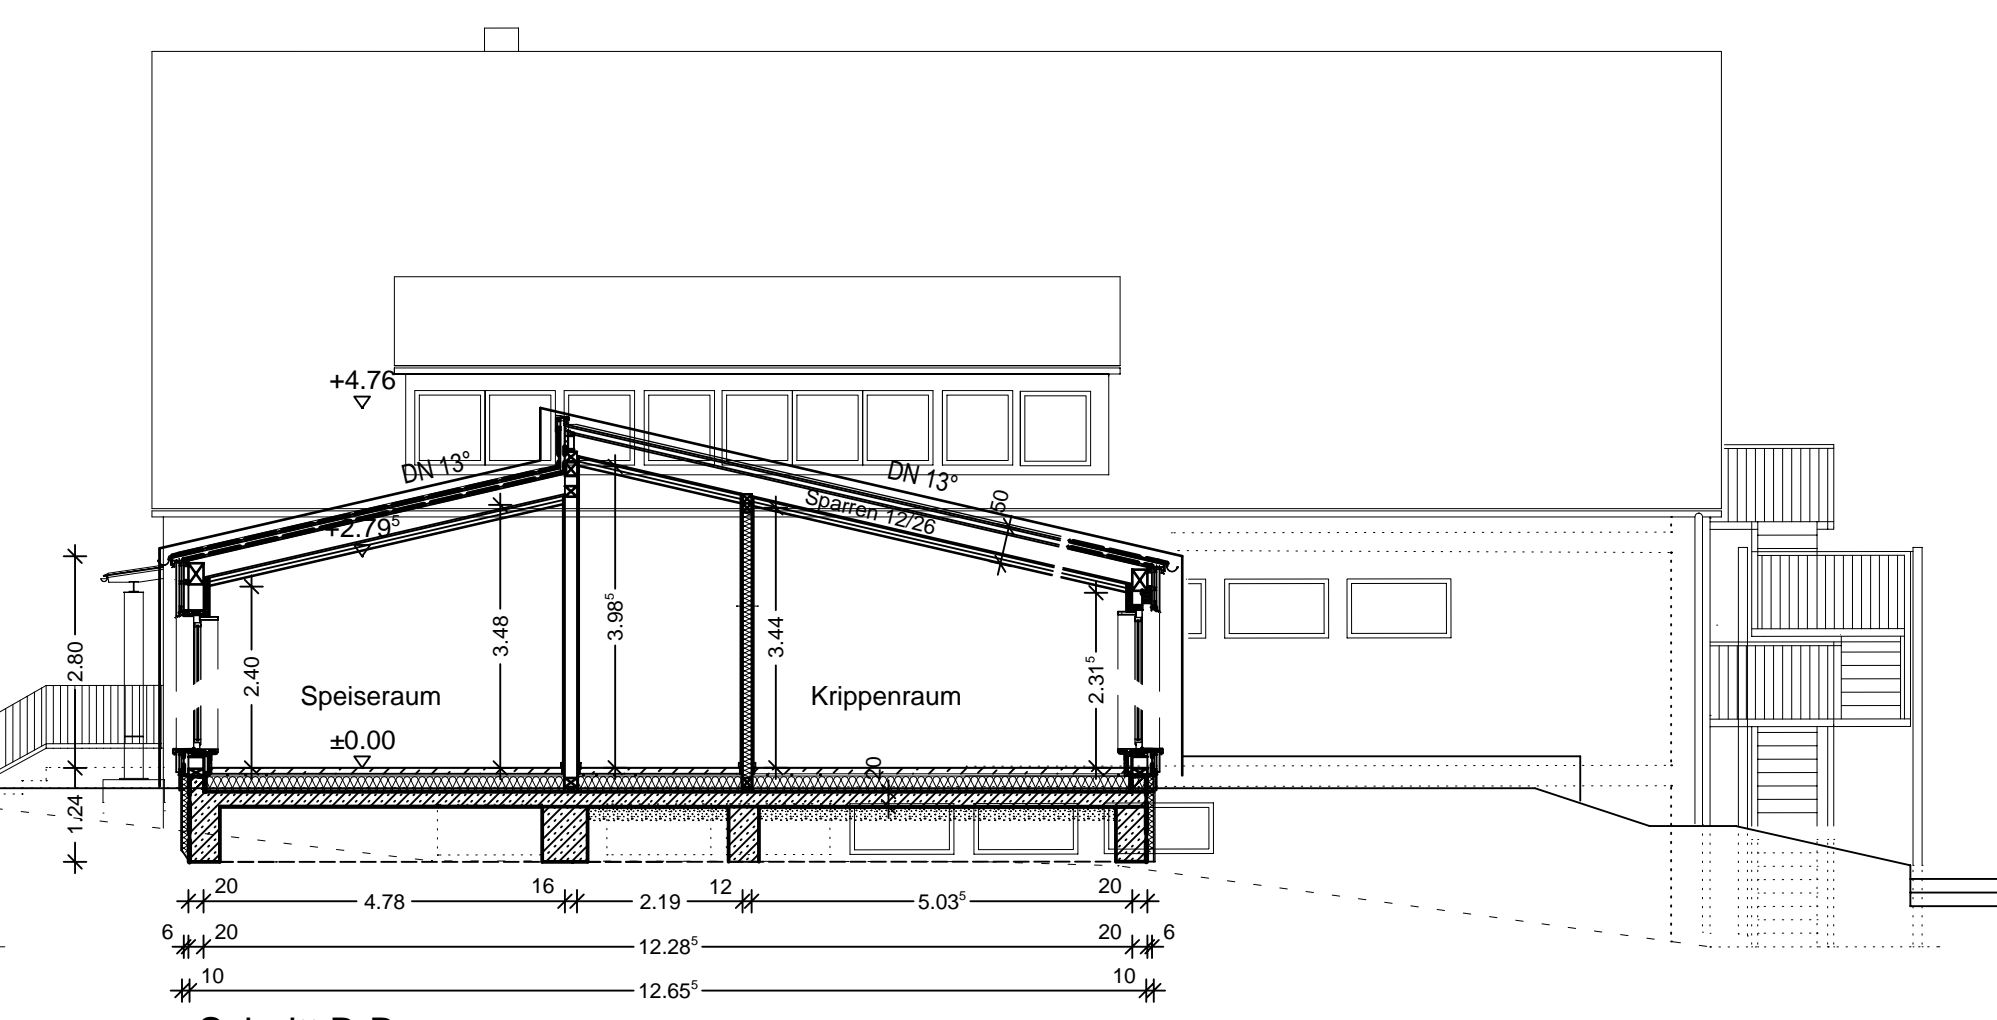 +4.76
DN 13°
DN 13°
Sparren 12/26
50
+2.79⁵
2.80
2.40
3.48
3.98⁵
3.44
2.31⁵
Speiseraum
Krippenraum
±0.00
20
1.24
20 16 12 20
4.78 2.19 5.03⁵
6 20 20 6
12.28⁵
10 10
12.65⁵